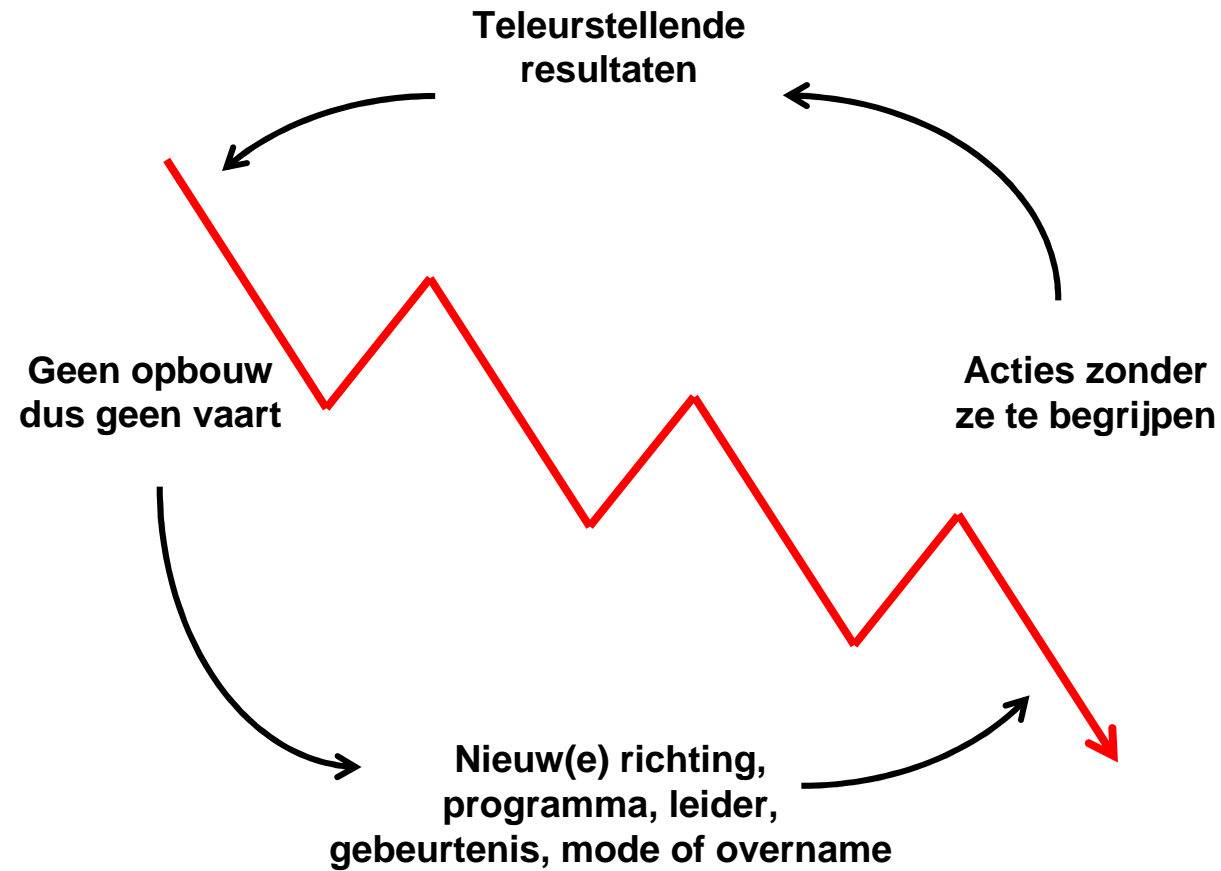 Teleurstellende
resultaten
Geen opbouw
dus geen vaart
Acties zonder
ze te begrijpen
Nieuw(e) richting,
programma, leider,
gebeurtenis, mode of overname